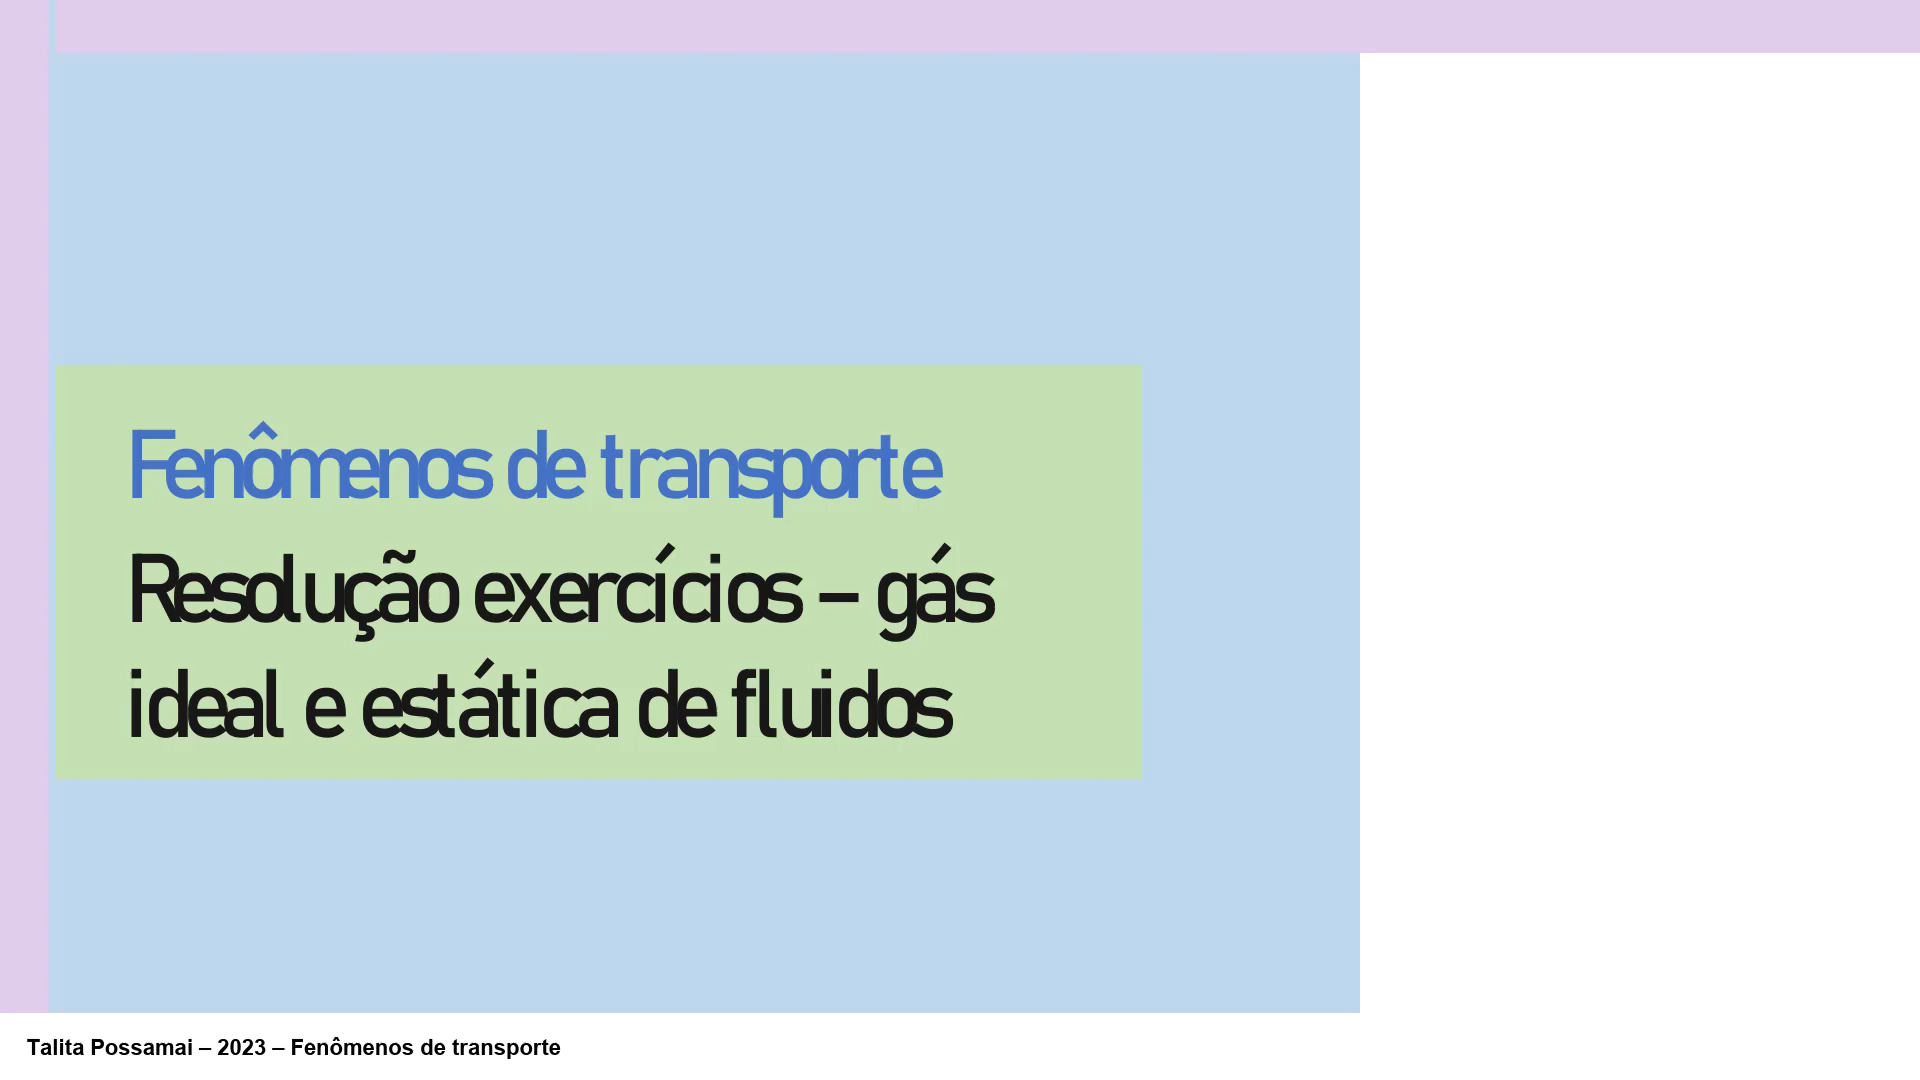 Fenômenos de transporte
Resolução exercícios – gás
ideal e estática de fluidos
Talita Possamai – 2023 – Fenômenos de transporte